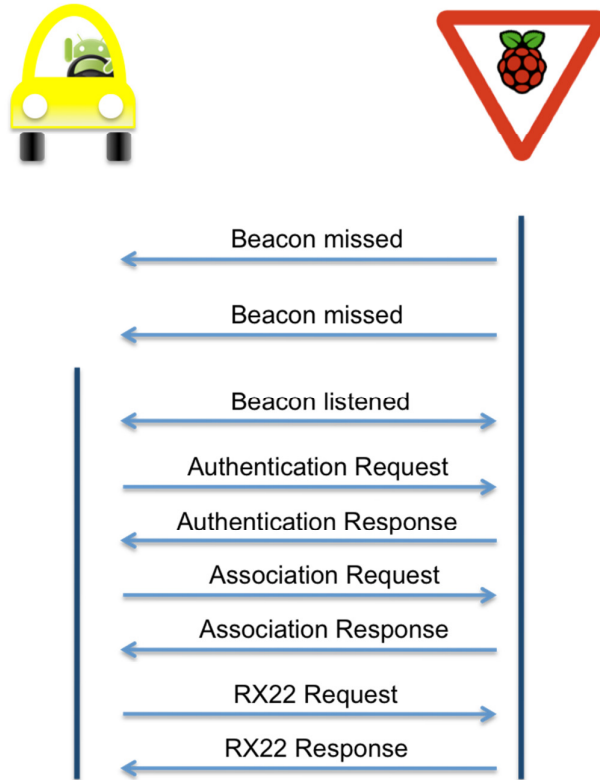 Beacon missed
Beacon missed
Beacon listened
Authentication Request
Authentication Response
Association Request
Association Response
RX22 Request
RX22 Response